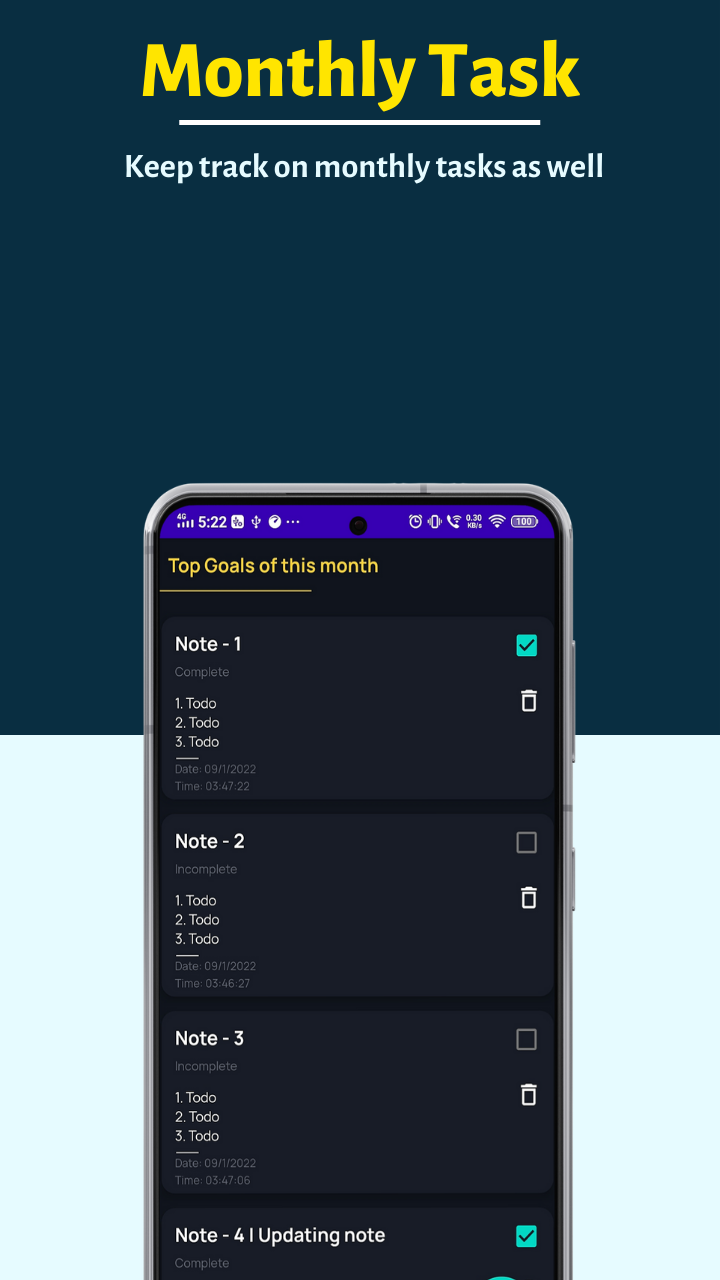 Monthly Task
Keep track on monthly tasks as well
4G 5:22 ... 0.30 KB/s 100
Top Goals of this month
Note - 1
Complete
1. Todo
2. Todo
3. Todo
Date: 09/1/2022
Time: 03:47:22
Note - 2
Incomplete
1. Todo
2. Todo
3. Todo
Date: 09/1/2022
Time: 03:46:27
Note - 3
Incomplete
1. Todo
2. Todo
3. Todo
Date: 09/1/2022
Time: 03:47:06
Note - 4 | Updating note
Complete